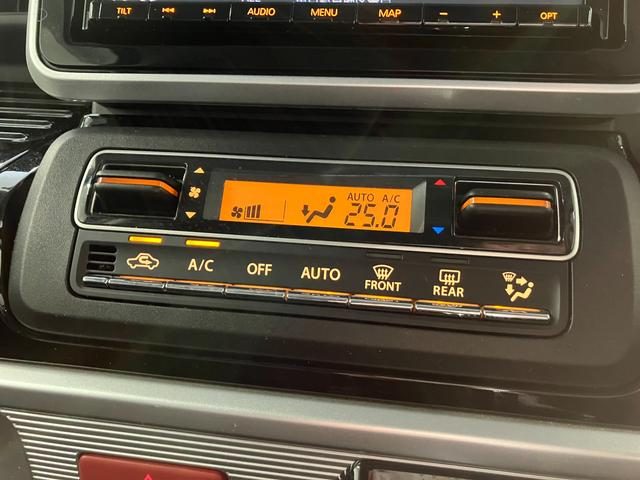 TILT AUDIO MENU MAP − + OPT
AUTO A/C
25.0
A/C OFF AUTO FRONT REAR